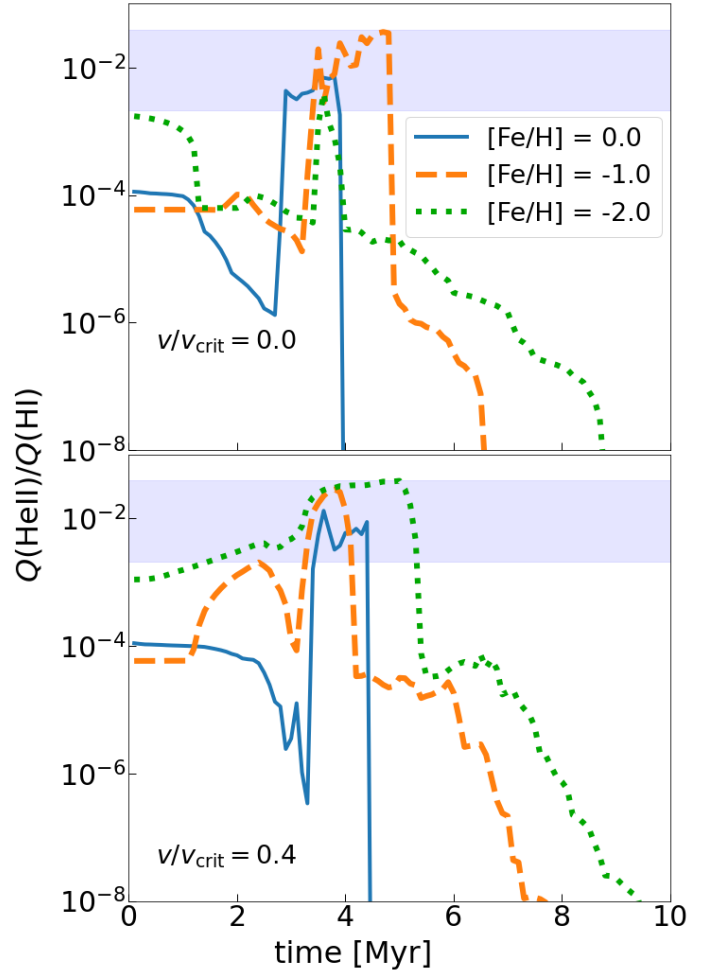 10⁻²
10⁻⁴
10⁻⁶
10⁻⁸
[Fe/H] = 0.0
[Fe/H] = -1.0
[Fe/H] = -2.0
v/v_crit = 0.0
Q(HeII)/Q(HI)
10⁻²
10⁻⁴
10⁻⁶
10⁻⁸
v/v_crit = 0.4
0 2 4 6 8 10
time [Myr]